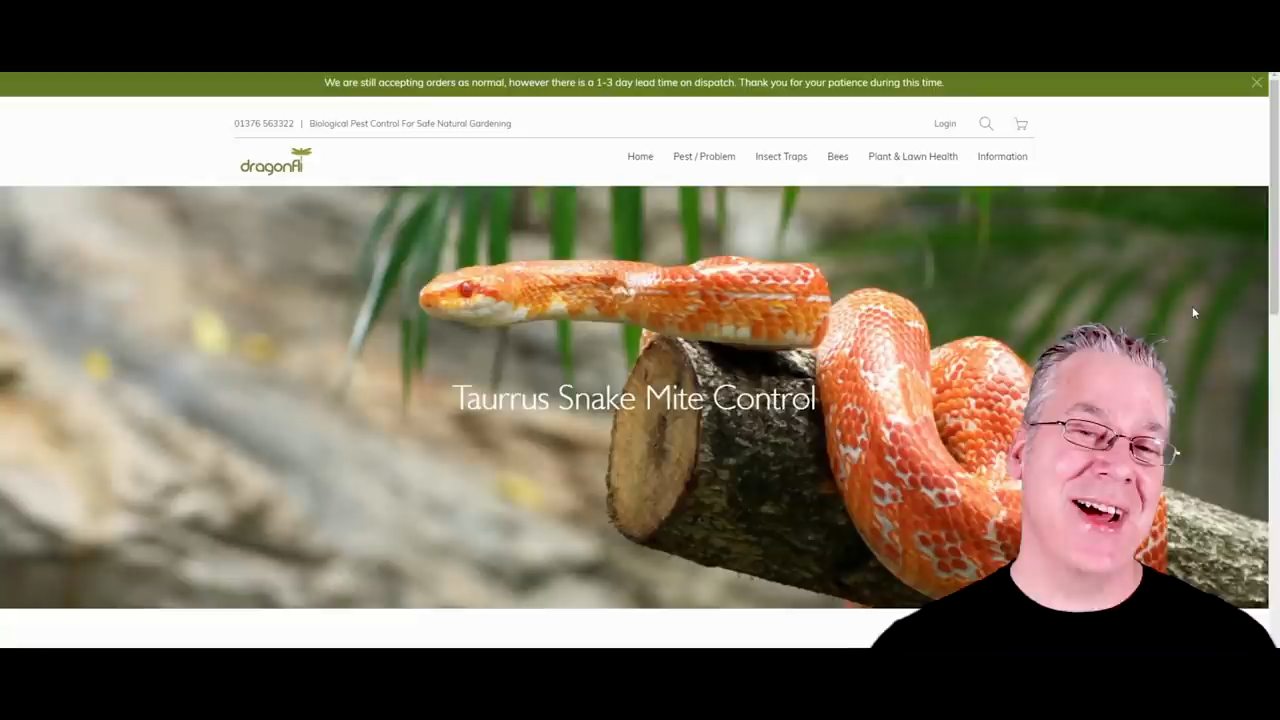 We are still accepting orders as normal, however there is a 1-3 day lead time on dispatch. Thank you for your patience during this time.
01376 563322 | Biological Pest Control For Safe Natural Gardening
Login
dragonfli
Home Pest / Problem Insect Traps Bees Plant & Lawn Health Information
Taurrus Snake Mite Control